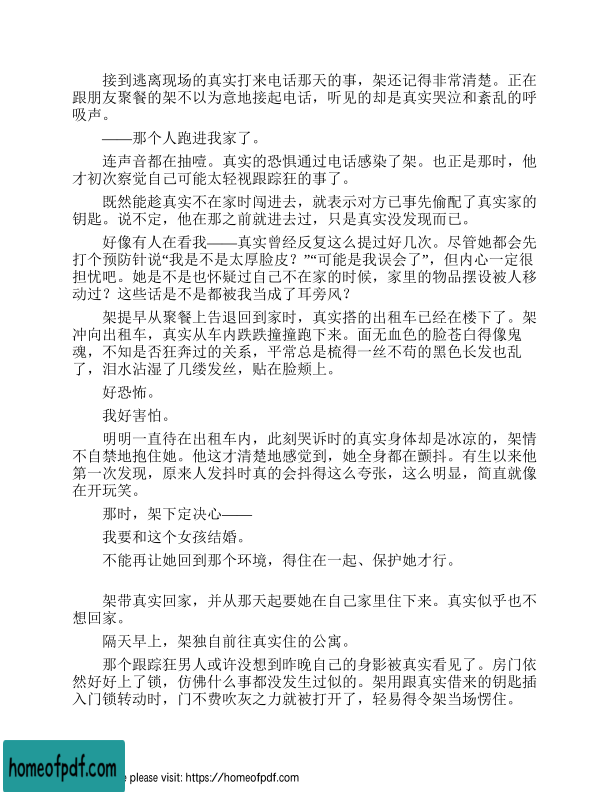 接到逃离现场的真实打来电话那天的事，架还记得非常清楚。正在
跟朋友聚餐的架不以为意地接起电话，听见的却是真实哭泣和紊乱的呼
吸声。
——那个人跑进我家了。
连声音都在抽噎。真实的恐惧通过电话感染了架。也正是那时，他
才初次察觉自己可能太轻视跟踪狂的事了。
既然能趁真实不在家时闯进去，就表示对方已事先偷配了真实家的
钥匙。说不定，他在那之前就进去过，只是真实没发现而已。
好像有人在看我——真实曾经反复这么提过好几次。尽管她都会先
打个预防针说“我是不是太厚脸皮？”“可能是我误会了”，但内心一定很
担忧吧。她是不是也怀疑过自己不在家的时候，家里的物品摆设被人移
动过？这些话是不是都被我当成了耳旁风？
架提早从聚餐上告退回到家时，真实搭的出租车已经在楼下了。架
冲向出租车，真实从车内跌跌撞撞跑下来。面无血色的脸苍白得像鬼
魂，不知是否狂奔过的关系，平常总是梳得一丝不苟的黑色长发也乱
了，泪水沾湿了几缕发丝，贴在脸颊上。
好恐怖。
我好害怕。
明明一直待在出租车内，此刻哭诉时的真实身体却是冰凉的，架情
不自禁地抱住她。他这才清楚地感觉到，她全身都在颤抖。有生以来他
第一次发现，原来人发抖时真的会抖得这么夸张，这么明显，简直就像
在开玩笑。
那时，架下定决心——
我要和这个女孩结婚。
不能再让她回到那个环境，得住在一起、保护她才行。
架带真实回家，并从那天起要她在自己家里住下来。真实似乎也不
想回家。
隔天早上，架独自前往真实住的公寓。
那个跟踪狂男人或许没想到昨晚自己的身影被真实看见了。房门依
然好好上了锁，仿佛什么事都没发生过似的。架用跟真实借来的钥匙插
入门锁转动时，门不费吹灰之力就被打开了，轻易得令架当场愣住。
homeofpdf.com
please visit: https://homeofpdf.com